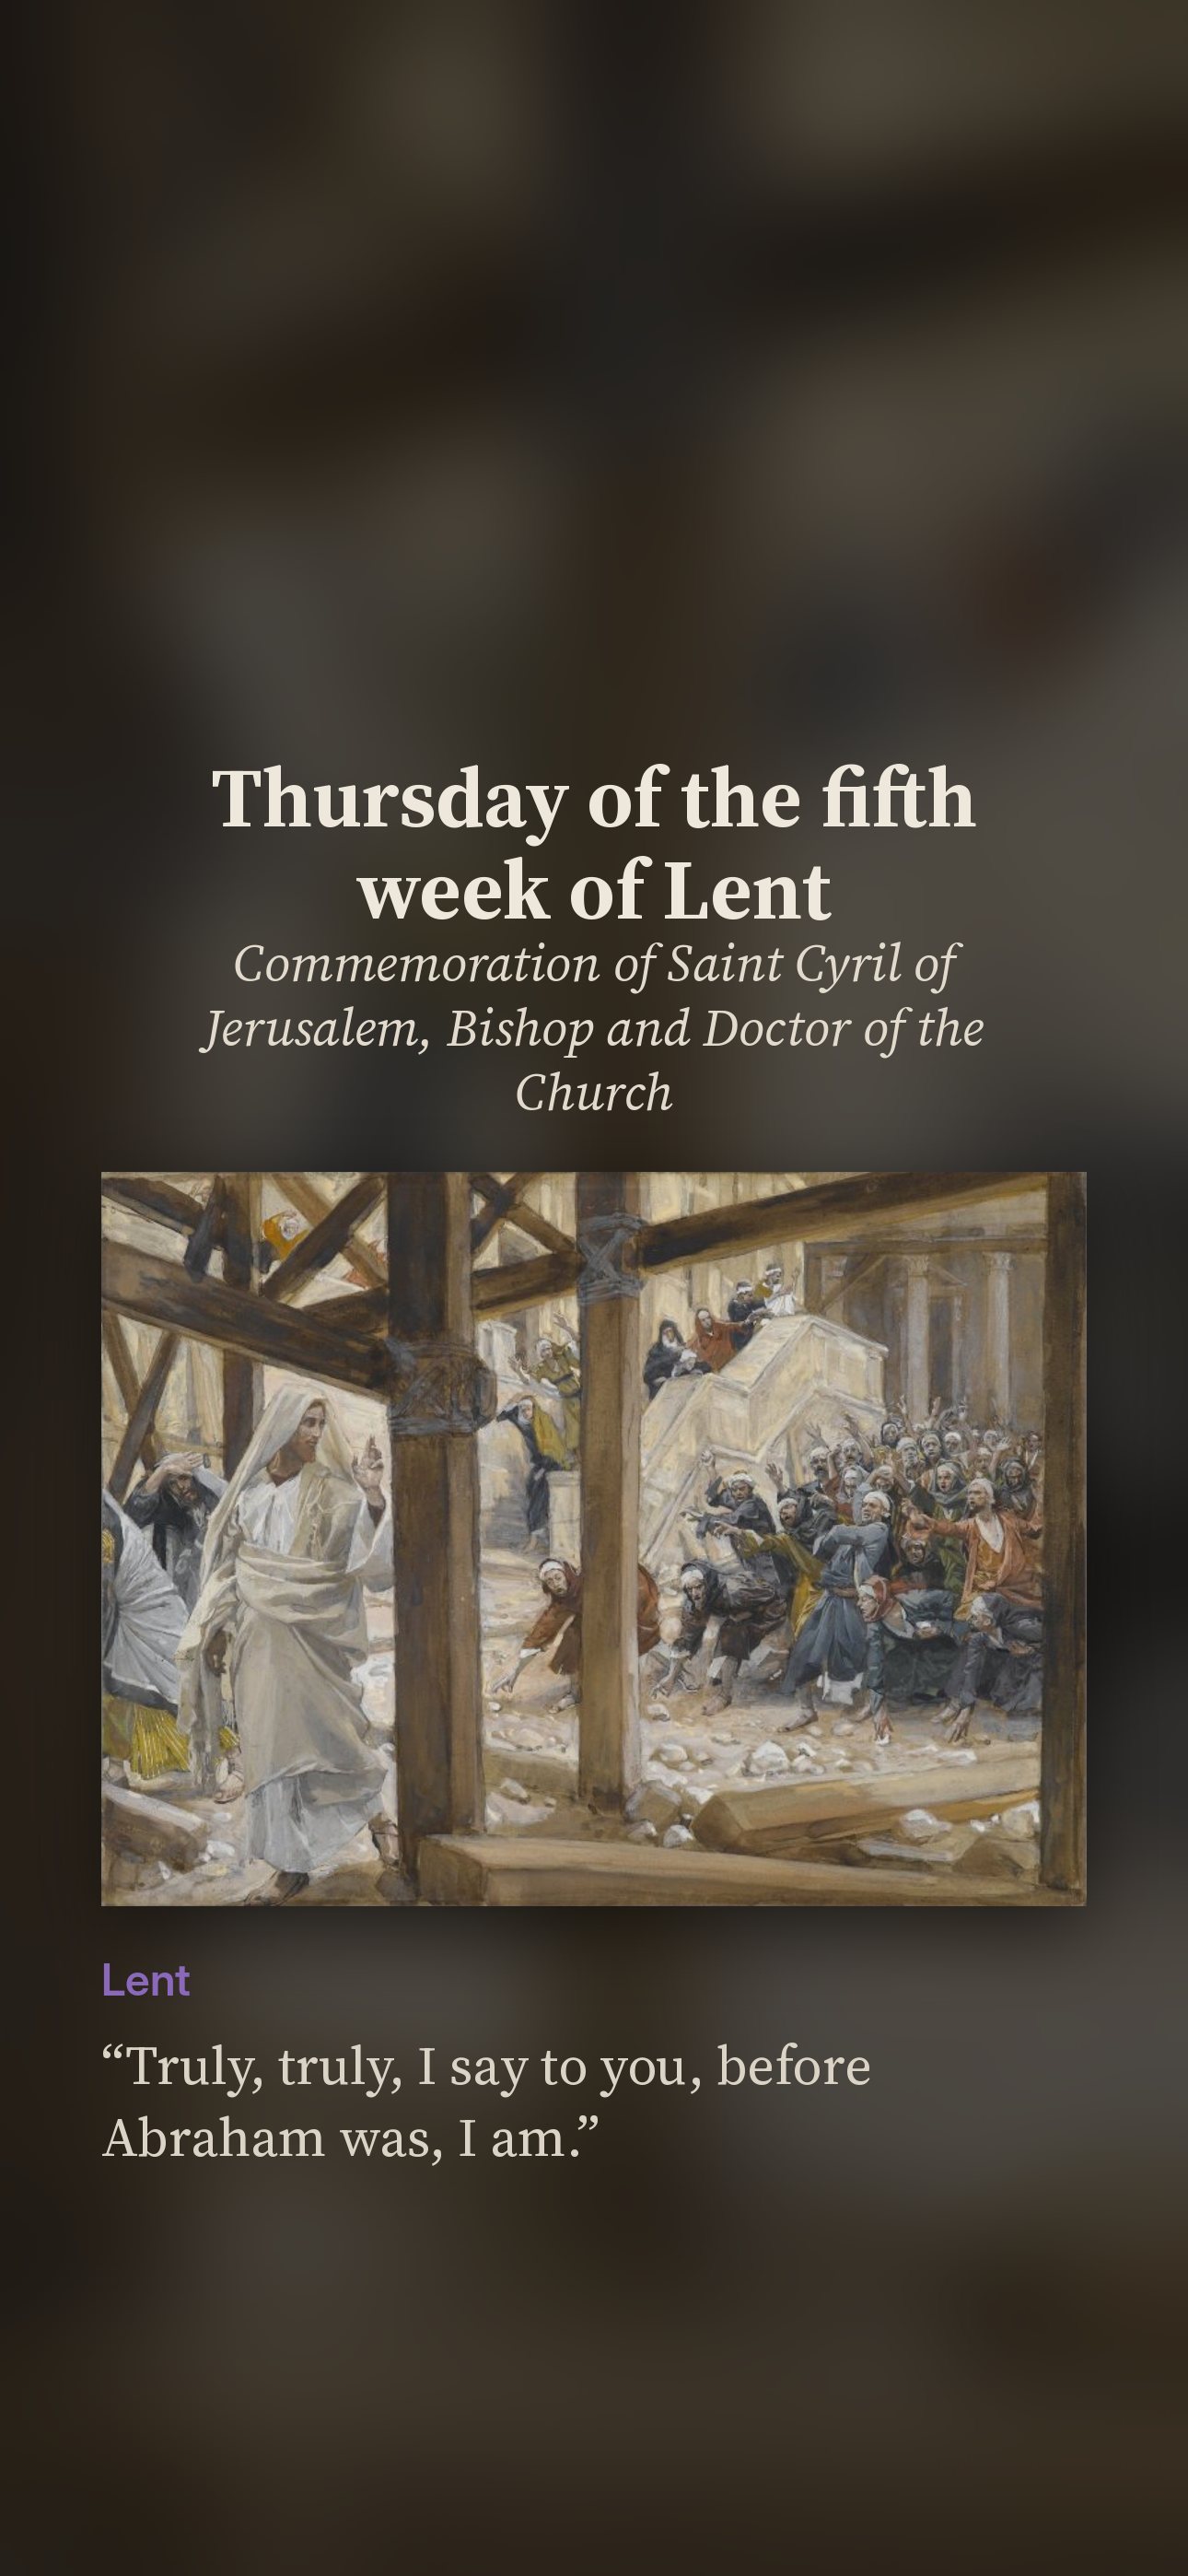 Thursday of the fifth
week of Lent
Commemoration of Saint Cyril of
Jerusalem, Bishop and Doctor of the
Church
Lent
“Truly, truly, I say to you, before
Abraham was, I am.”